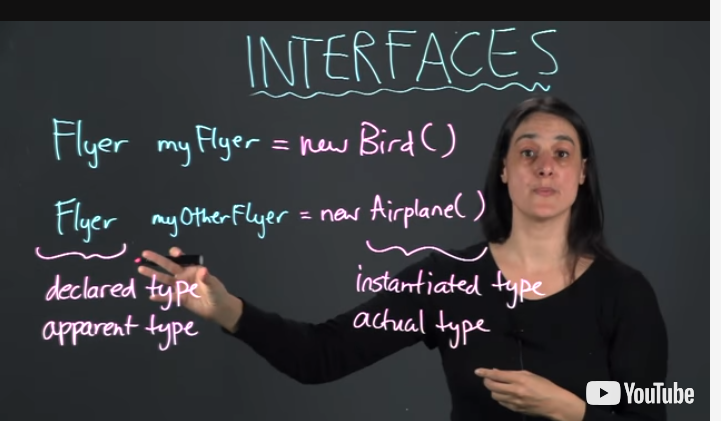 INTERFACES
Flyer myFlyer = new Bird()
Flyer myOtherFlyer = new Airplane()
declared type instantiated type
apparent type actual type
YouTube